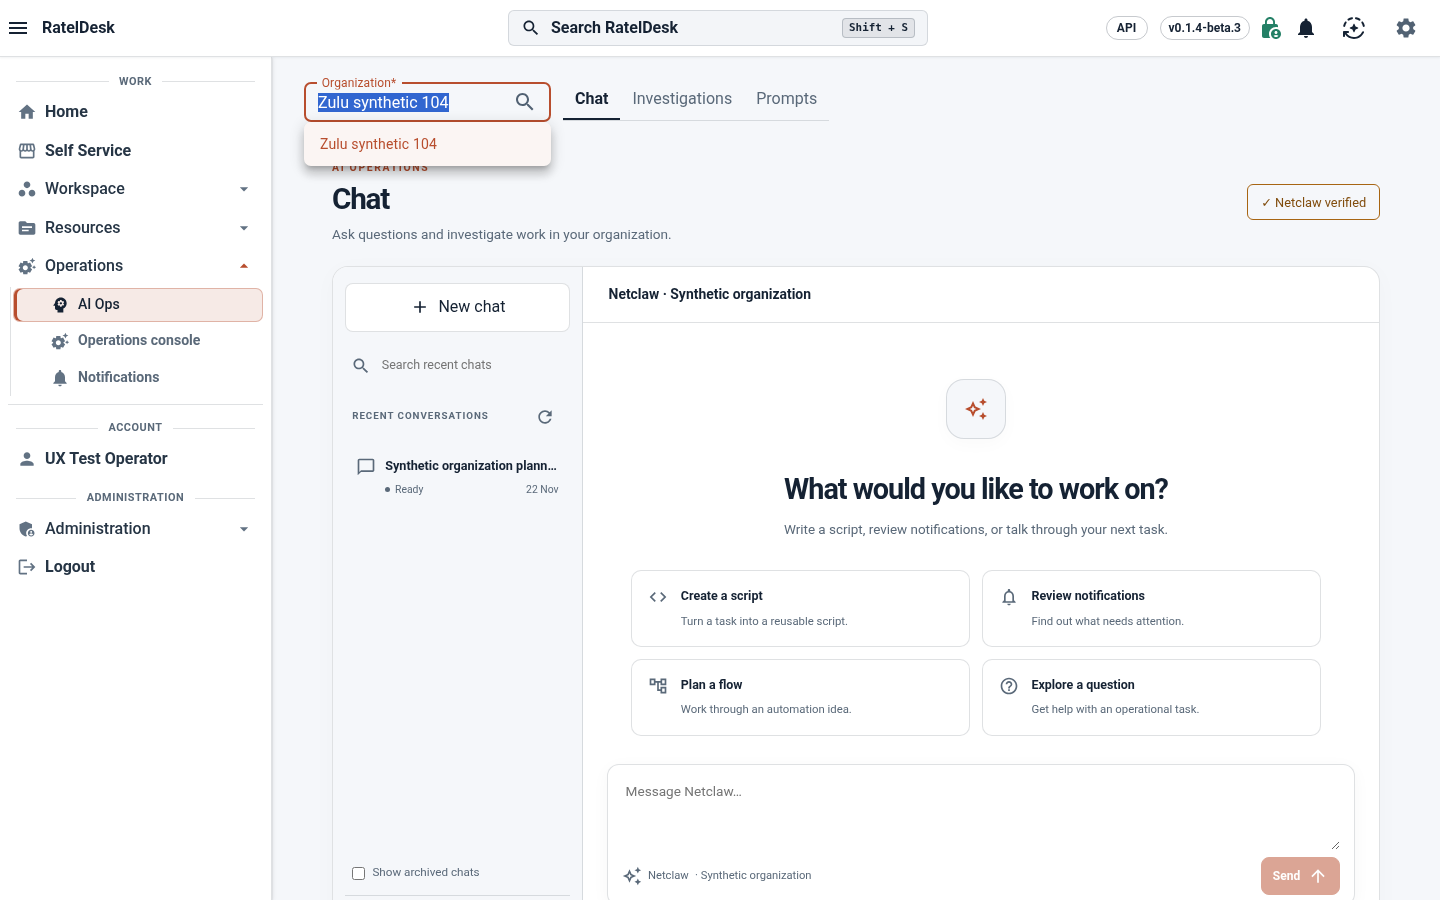 RatelDesk
Search RatelDesk
Shift + S
API
v0.1.4-beta.3
WORK
Home
Self Service
Workspace
Resources
Operations
AI Ops
Operations console
Notifications
ACCOUNT
UX Test Operator
ADMINISTRATION
Administration
Logout
Organization*
Zulu synthetic 104
Chat
Investigations
Prompts
Zulu synthetic 104
AI OPERATIONS
Chat
Ask questions and investigate work in your organization.
✓ Netclaw verified
New chat
Search recent chats
RECENT CONVERSATIONS
Synthetic organization plann…
Ready
22 Nov
Show archived chats
Netclaw · Synthetic organization
What would you like to work on?
Write a script, review notifications, or talk through your next task.
Create a script
Turn a task into a reusable script.
Review notifications
Find out what needs attention.
Plan a flow
Work through an automation idea.
Explore a question
Get help with an operational task.
Message Netclaw…
Netclaw · Synthetic organization
Send